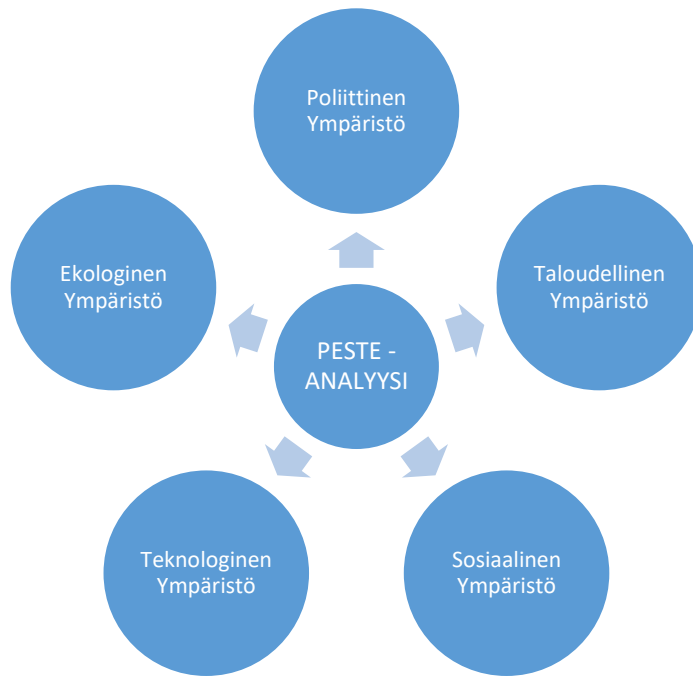 Poliittinen
Ympäristö
Ekologinen
Ympäristö
Taloudellinen
Ympäristö
PESTE -
ANALYYSI
Teknologinen
Ympäristö
Sosiaalinen
Ympäristö